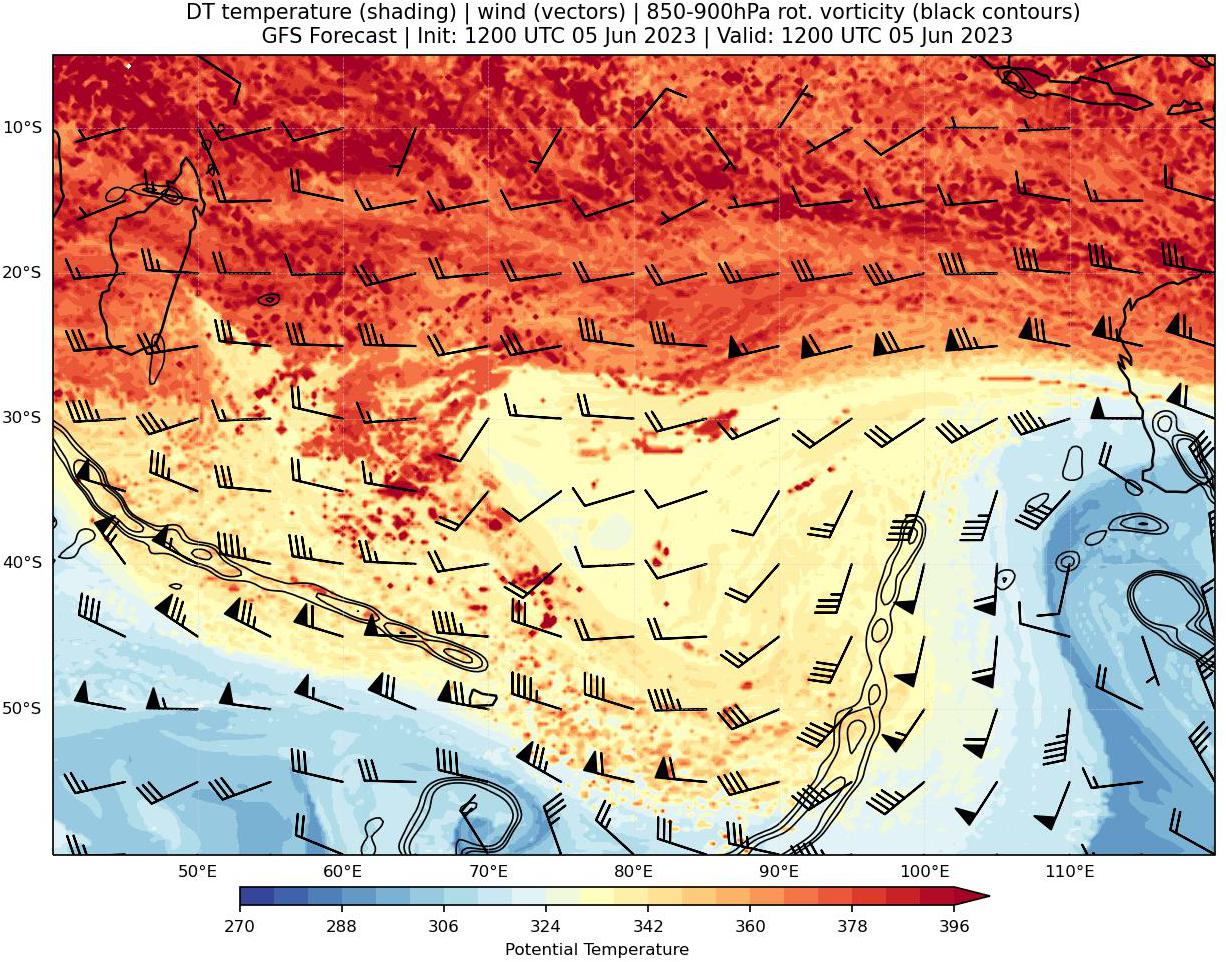 DT temperature (shading) | wind (vectors) | 850-900hPa rot. vorticity (black contours)
GFS Forecast | Init: 1200 UTC 05 Jun 2023 | Valid: 1200 UTC 05 Jun 2023
10°S
20°S
30°S
40°S
50°S
50°E 60°E 70°E 80°E 90°E 100°E 110°E
270 288 306 324 342 360 378 396
Potential Temperature